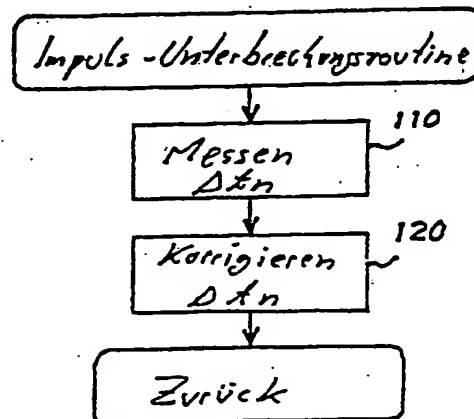 Impuls-Unterbrechungsroutine
110
Messen
Δtn
120
Korrigieren
Δtn
Zurück